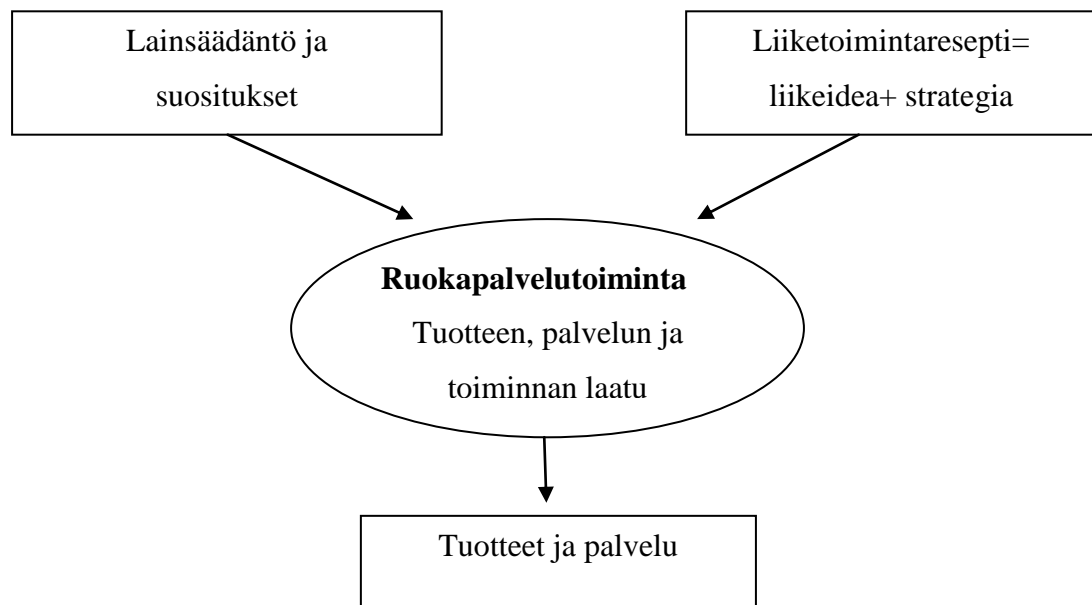 Lainsäädäntö ja
suositukset
Liiketoimintaresepti=
liikeidea+ strategia
Ruokapalvelutoiminta
Tuotteen, palvelun ja
toiminnan laatu
Tuotteet ja palvelu